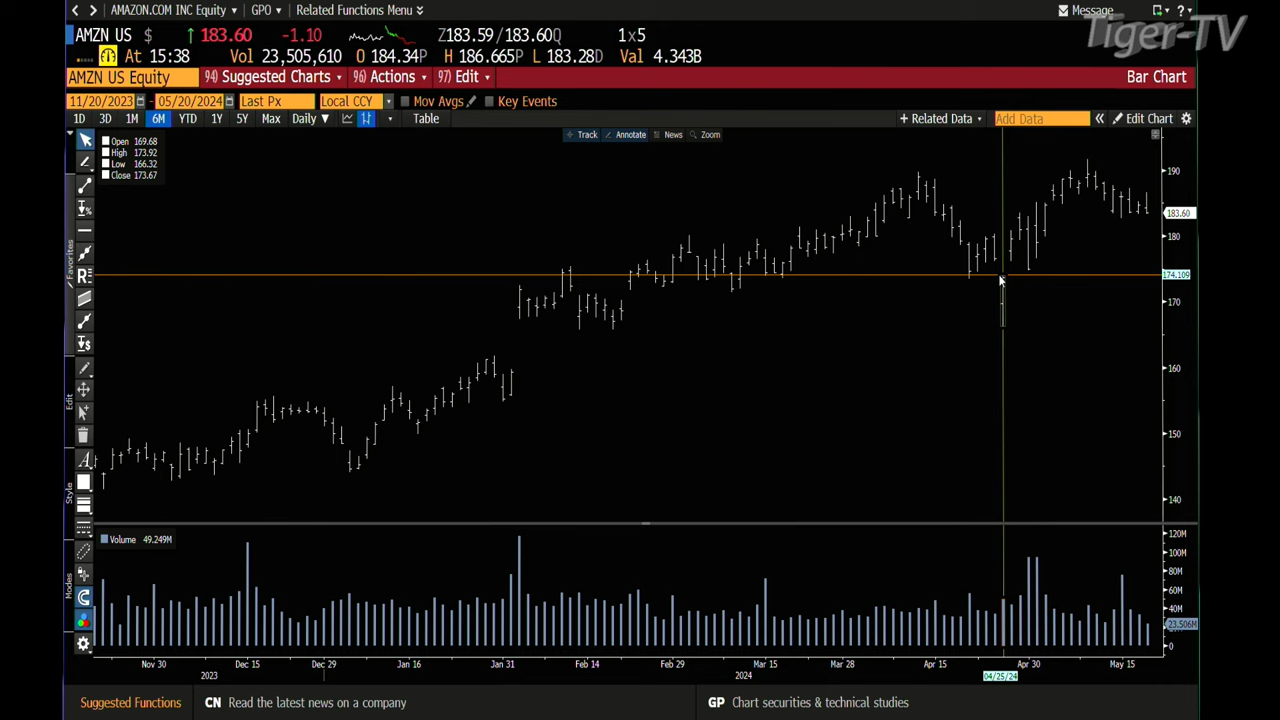 AMAZON.COM INC Equity GPO Related Functions Menu Message ?
Tiger-TV
AMZN US $ 183.60 -1.10 Z183.59/183.60Q 1x5
At 15:38 Vol 23,505,610 O 184.34P H 186.665P L 183.28D Val 4.343B
AMZN US Equity 94) Suggested Charts 96) Actions 97) Edit Bar Chart
11/20/2023 - 05/20/2024 Last Px Local CCY Mov Avgs Key Events
1D 3D 1M 6M YTD 1Y 5Y Max Daily Table + Related Data Add Data Edit Chart
Track Annotate News Zoom
Open 169.68
High 173.92
Low 166.32
Close 173.67
190
183.60
180
174.109
170
160
150
140
Favorites
Edit
Style
Modes
Volume 49.249M
120M
100M
80M
60M
40M
23.506M
0
Nov 30 Dec 15 Dec 29 Jan 16 Jan 31 Feb 14 Feb 29 Mar 15 Mar 28 Apr 15 Apr 30 May 15
2023 2024 04/25/24
Suggested Functions CN Read the latest news on a company GP Chart securities & technical studies